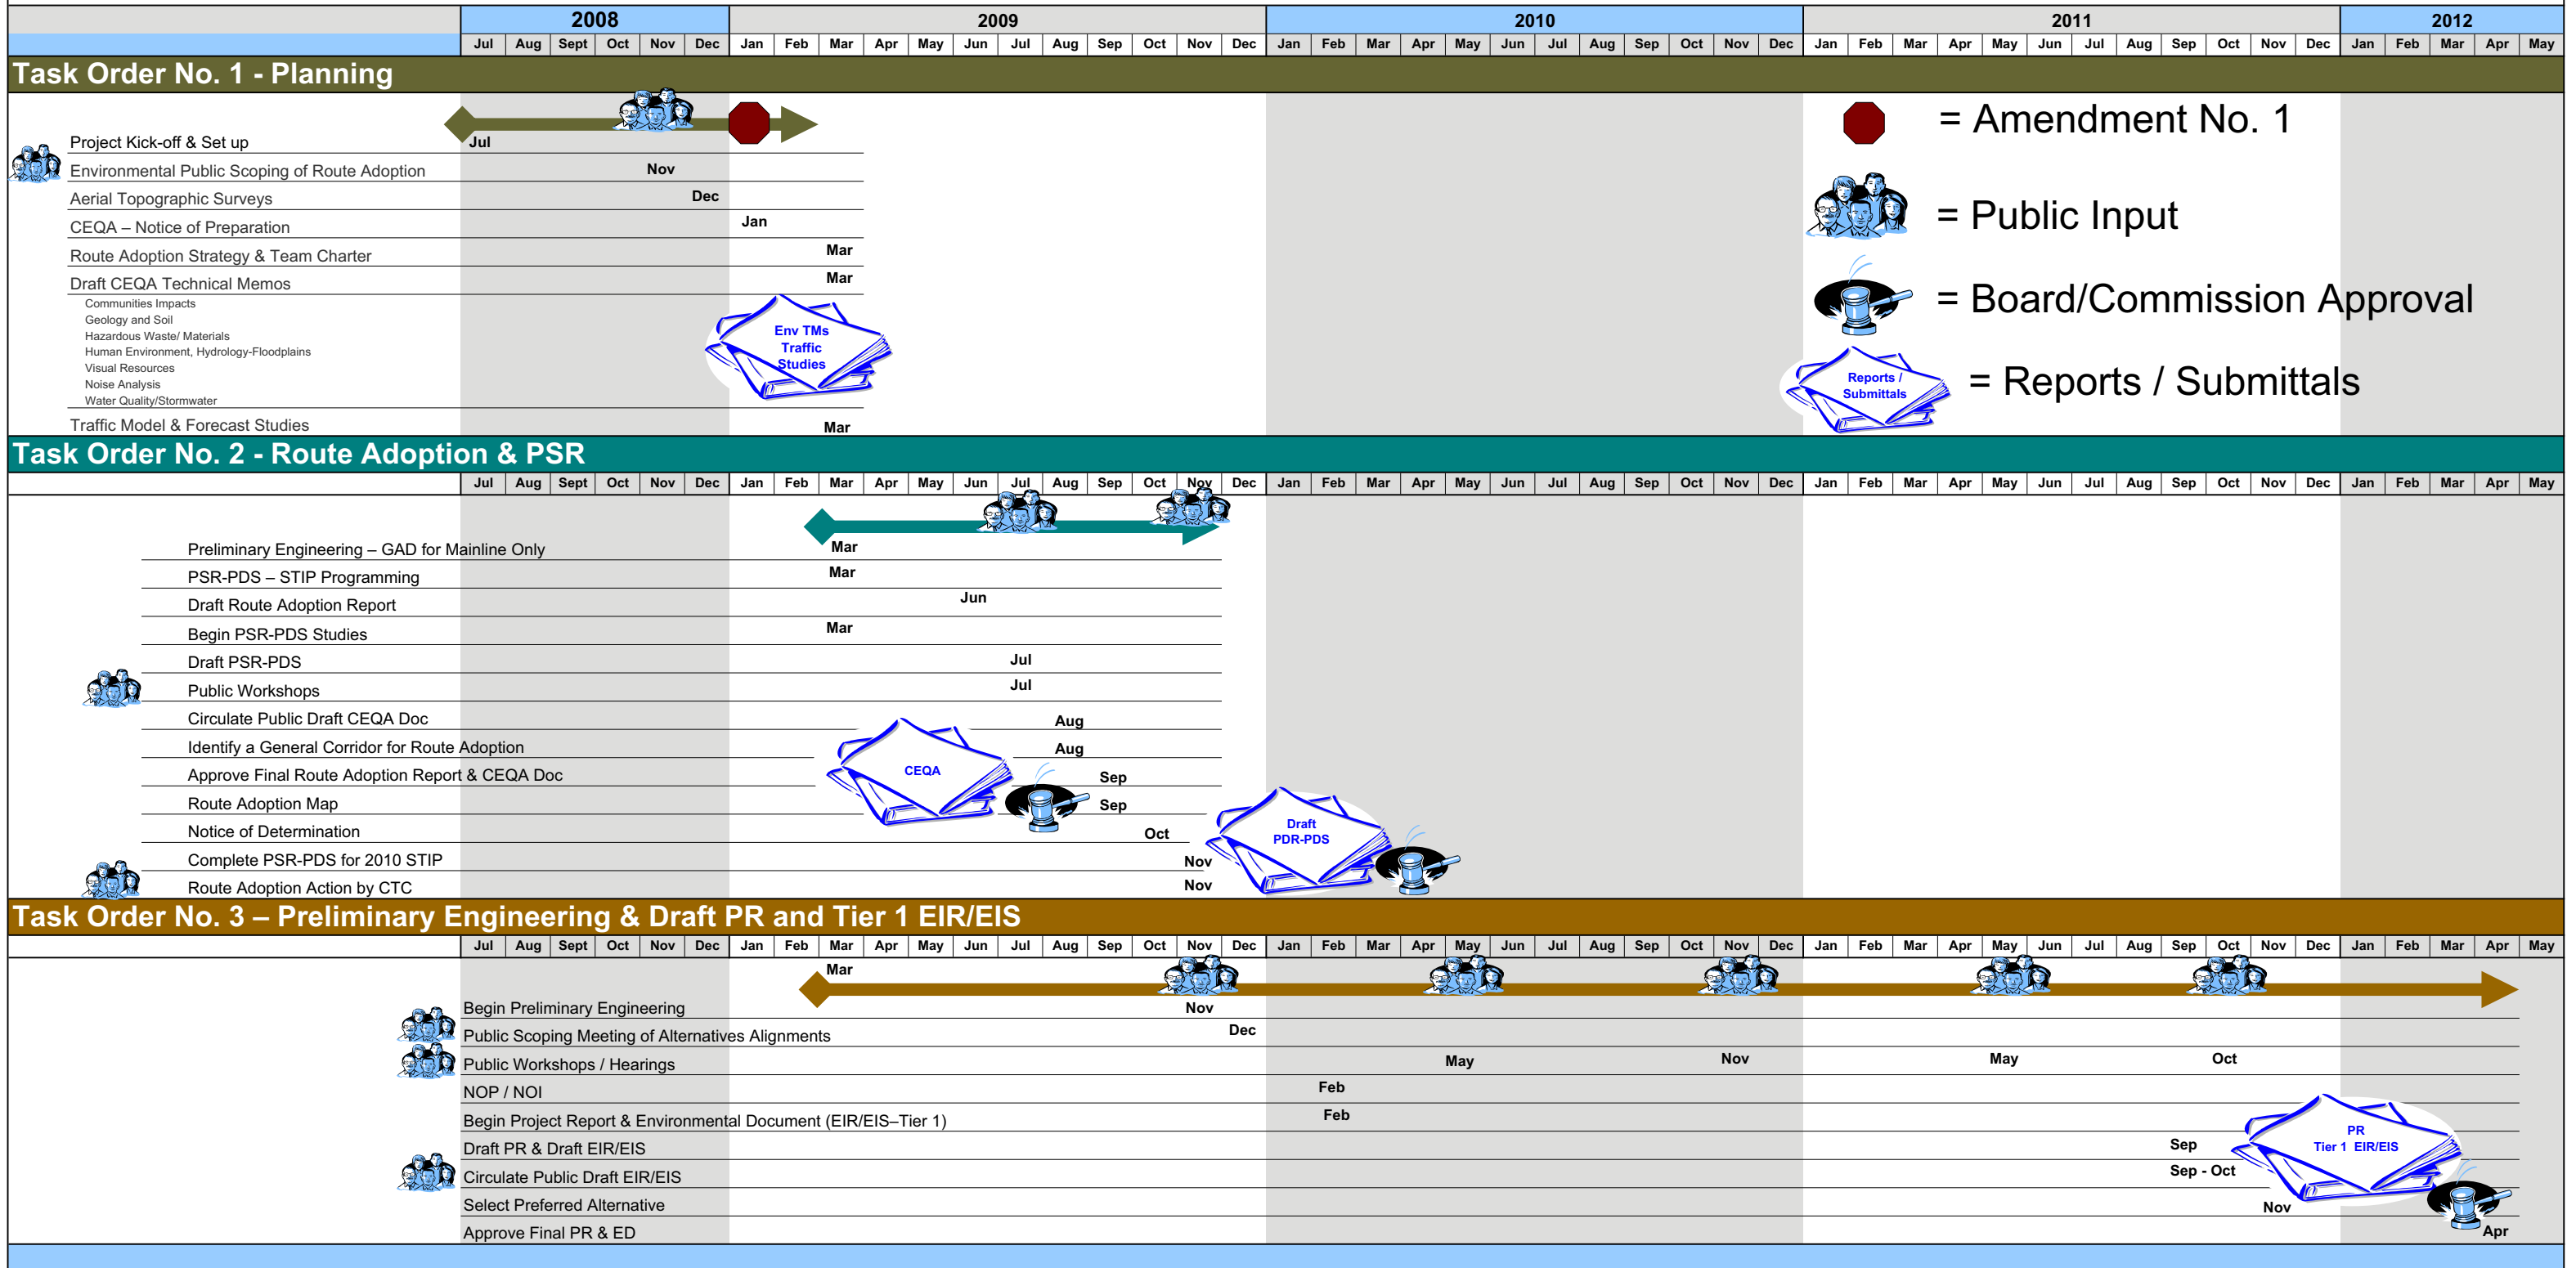 2008 2009 2010 2011 2012
Jul Aug Sept Oct Nov Dec Jan Feb Mar Apr May Jun Jul Aug Sep Oct Nov Dec Jan Feb Mar Apr May Jun Jul Aug Sep Oct Nov Dec Jan Feb Mar Apr May Jun Jul Aug Sep Oct Nov Dec Jan Feb Mar Apr May
Task Order No. 1 - Planning
= Amendment No. 1
Project Kick-off & Set up Jul
Environmental Public Scoping of Route Adoption Nov
Aerial Topographic Surveys Dec
= Public Input
CEQA – Notice of Preparation Jan
Route Adoption Strategy & Team Charter Mar
Draft CEQA Technical Memos Mar
= Board/Commission Approval
Communities Impacts
Geology and Soil
Hazardous Waste/ Materials
Human Environment, Hydrology-Floodplains
Visual Resources
Noise Analysis
Water Quality/Stormwater
Env TMs
Traffic
Studies
Reports /
Submittals
= Reports / Submittals
Traffic Model & Forecast Studies Mar
Task Order No. 2 - Route Adoption & PSR
Jul Aug Sept Oct Nov Dec Jan Feb Mar Apr May Jun Jul Aug Sep Oct Nov Dec Jan Feb Mar Apr May Jun Jul Aug Sep Oct Nov Dec Jan Feb Mar Apr May Jun Jul Aug Sep Oct Nov Dec Jan Feb Mar Apr May
Preliminary Engineering – GAD for Mainline Only Mar
PSR-PDS – STIP Programming Mar
Draft Route Adoption Report Jun
Begin PSR-PDS Studies Mar
Draft PSR-PDS Jul
Public Workshops Jul
Circulate Public Draft CEQA Doc Aug
Identify a General Corridor for Route Adoption Aug
CEQA
Approve Final Route Adoption Report & CEQA Doc Sep
Route Adoption Map Sep
Notice of Determination Oct
Draft
PDR-PDS
Complete PSR-PDS for 2010 STIP Nov
Route Adoption Action by CTC Nov
Task Order No. 3 – Preliminary Engineering & Draft PR and Tier 1 EIR/EIS
Jul Aug Sept Oct Nov Dec Jan Feb Mar Apr May Jun Jul Aug Sep Oct Nov Dec Jan Feb Mar Apr May Jun Jul Aug Sep Oct Nov Dec Jan Feb Mar Apr May Jun Jul Aug Sep Oct Nov Dec Jan Feb Mar Apr May
Mar
Begin Preliminary Engineering Nov
Public Scoping Meeting of Alternatives Alignments Dec
Public Workshops / Hearings May Nov May Oct
NOP / NOI Feb
Begin Project Report & Environmental Document (EIR/EIS–Tier 1) Feb
Draft PR & Draft EIR/EIS Sep
PR
Tier 1 EIR/EIS
Circulate Public Draft EIR/EIS Sep - Oct
Select Preferred Alternative Nov
Approve Final PR & ED Apr